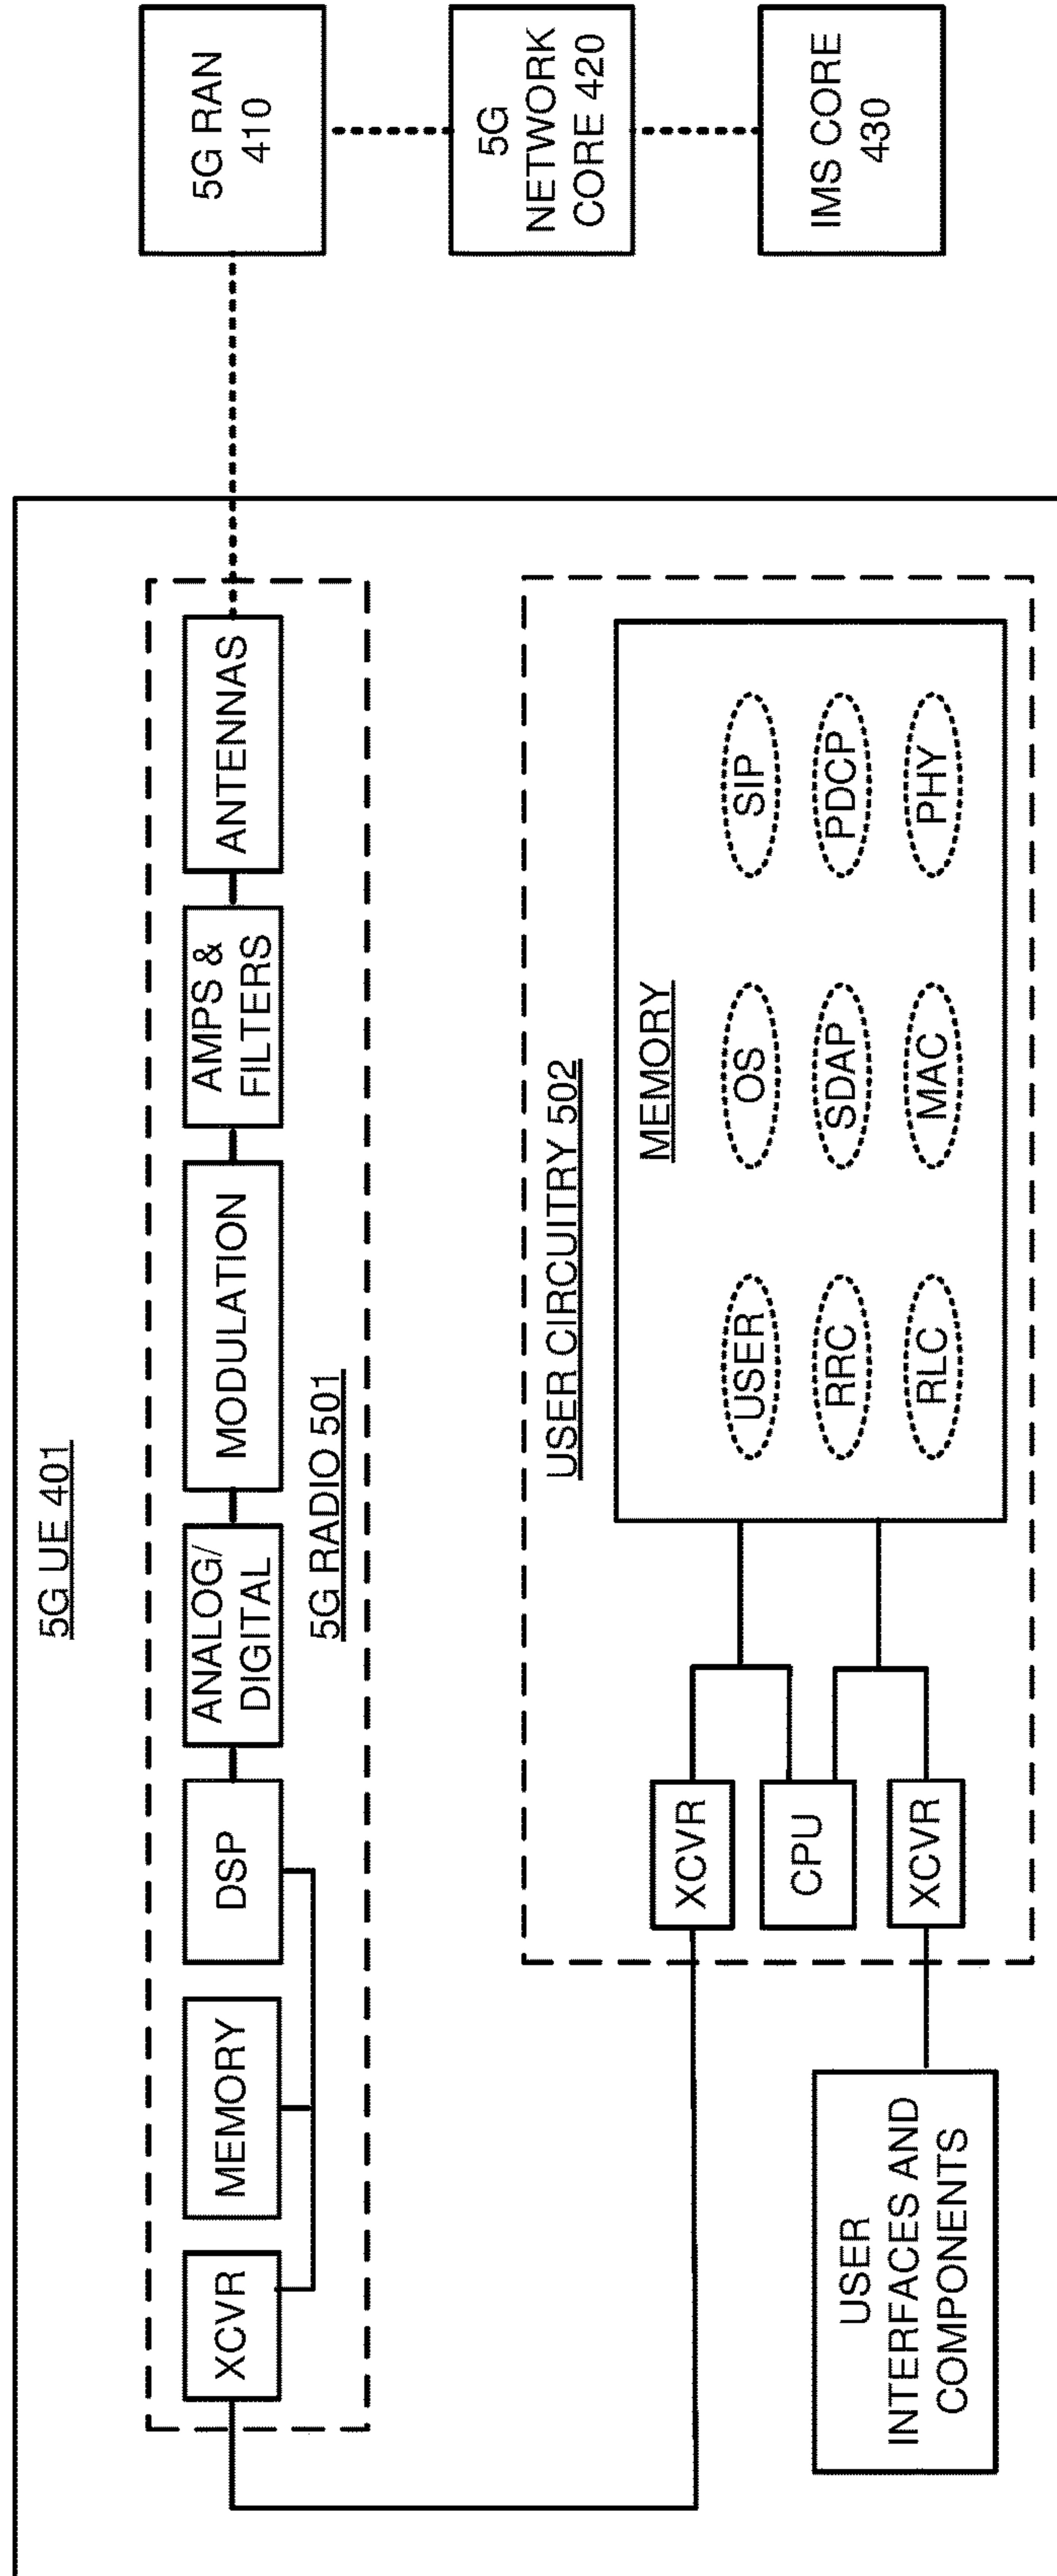 5G UE 401
XCVR
MEMORY
DSP
ANALOG/
DIGITAL
MODULATION
AMPS &
FILTERS
ANTENNAS
5G RADIO 501
5G RAN
410
5G
NETWORK
CORE 420
IMS CORE
430
USER CIRCUITRY 502
XCVR
CPU
XCVR
MEMORY
USER
OS
SIP
RRC
SDAP
PDCP
RLC
MAC
PHY
USER
INTERFACES AND
COMPONENTS